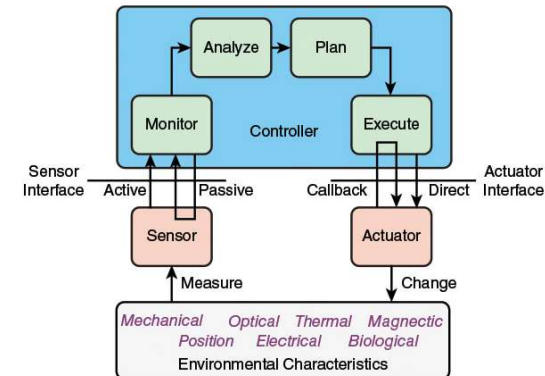 Analyze
Plan
Monitor
Controller
Execute
Sensor
Interface
Active
Passive
Callback
Direct
Actuator
Interface
Sensor
Actuator
Measure
Change
Mechanical Optical Thermal Magnectic
Position Electrical Biological
Environmental Characteristics